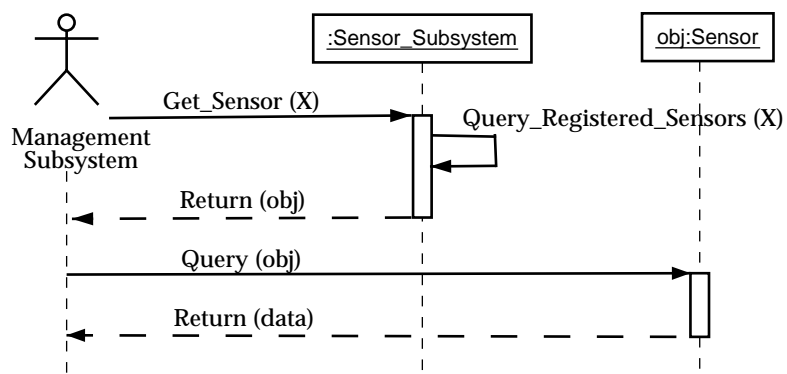 :Sensor_Subsystem
obj:Sensor
Get_Sensor (X)
Query_Registered_Sensors (X)
Management
Subsystem
Return (obj)
Query (obj)
Return (data)